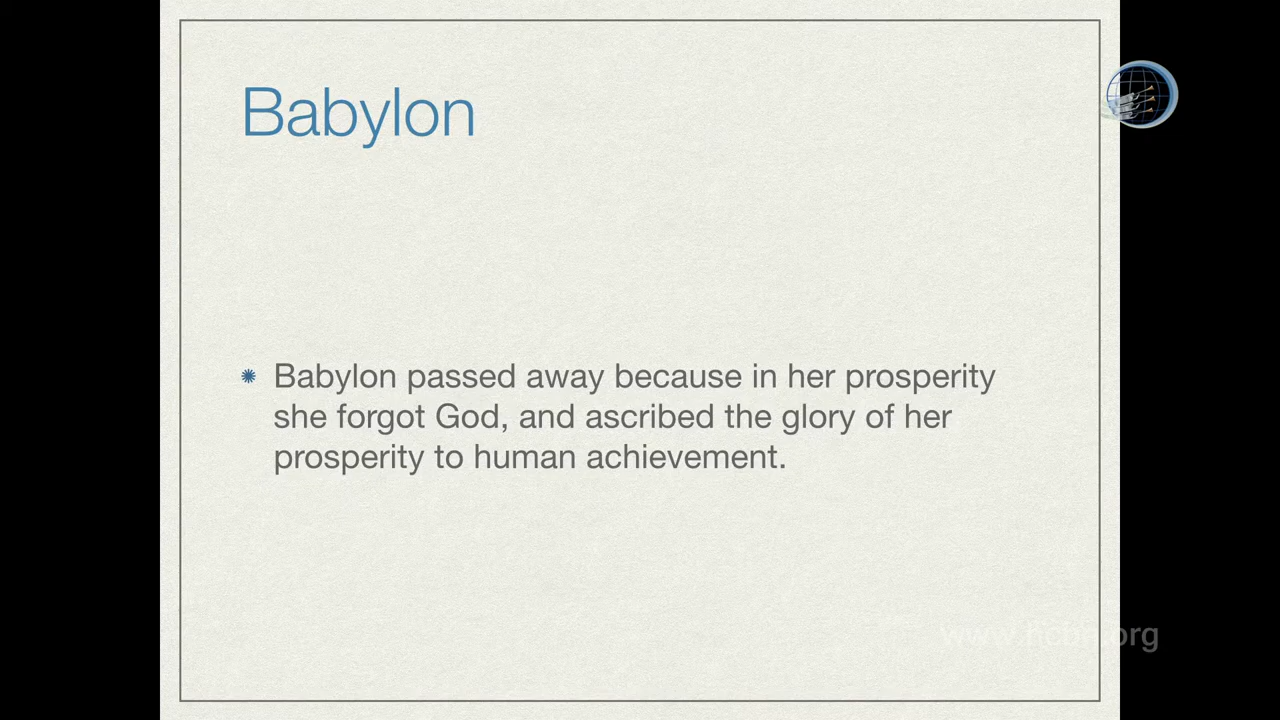 Babylon
Babylon passed away because in her prosperity
she forgot God, and ascribed the glory of her
prosperity to human achievement.